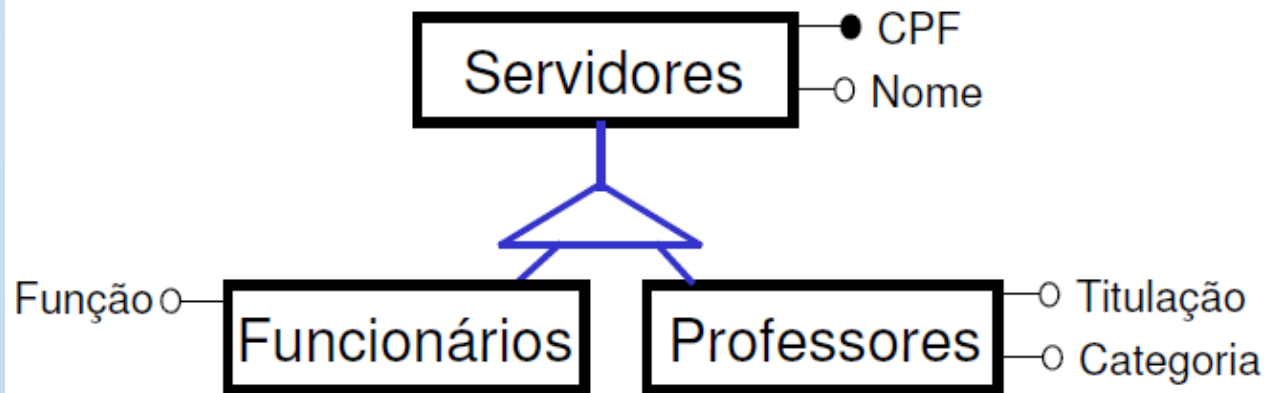 Servidores
CPF
Nome
Função
Funcionários
Professores
Titulação
Categoria